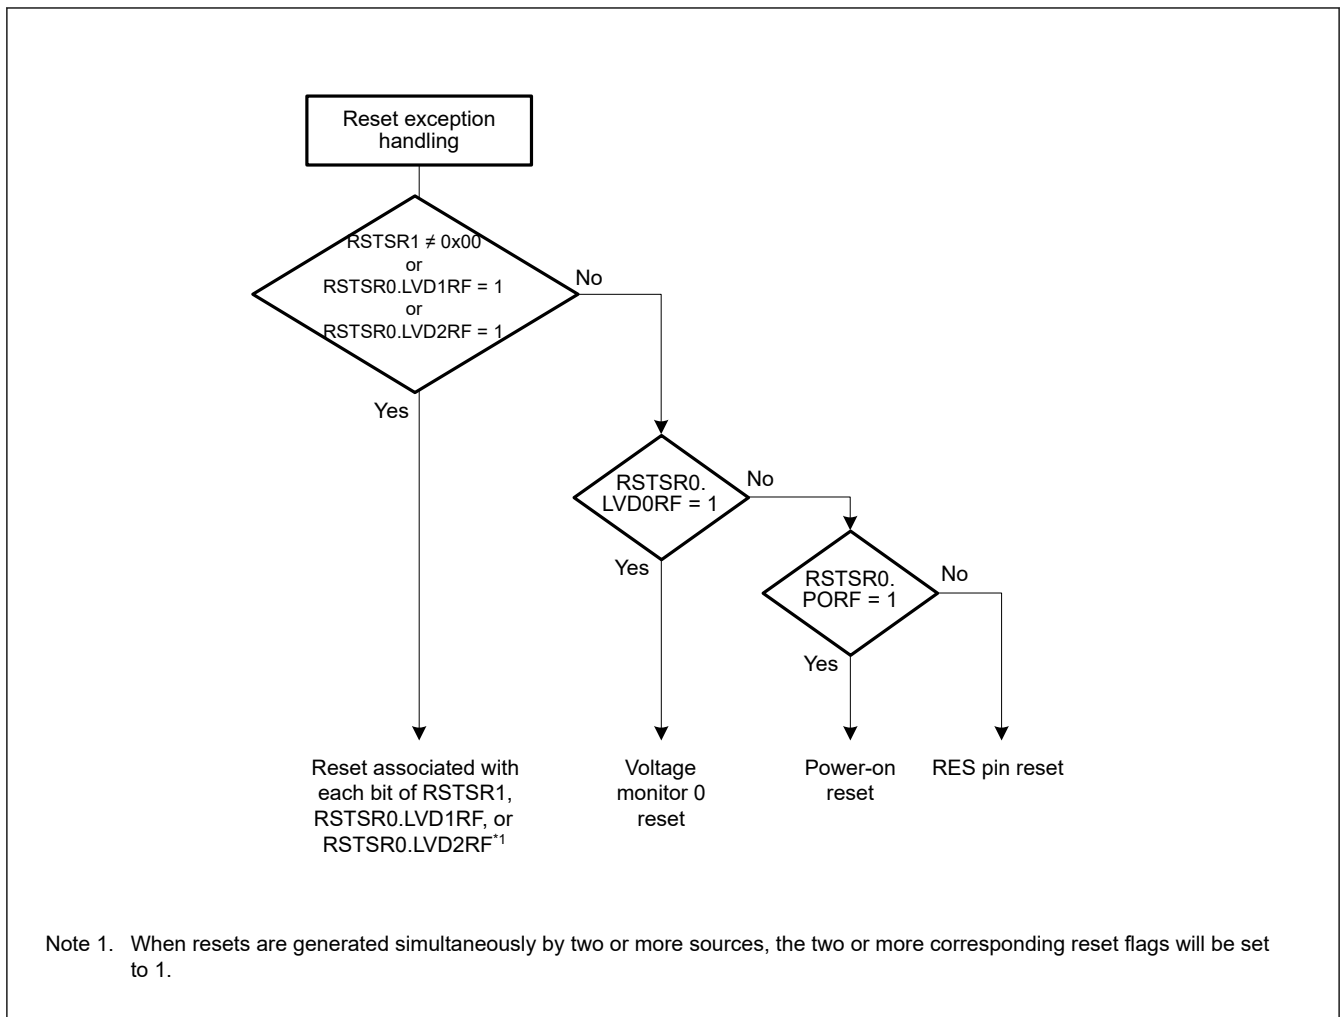 Reset exception
handling
RSTSR1 ≠ 0x00
or
RSTSR0.LVD1RF = 1
or
RSTSR0.LVD2RF = 1
No
Yes
RSTSR0.
LVD0RF = 1
No
Yes
RSTSR0.
PORF = 1
No
Yes
Reset associated with
each bit of RSTSR1,
RSTSR0.LVD1RF, or
RSTSR0.LVD2RF*1
Voltage
monitor 0
reset
Power-on
reset
RES pin reset
Note 1. When resets are generated simultaneously by two or more sources, the two or more corresponding reset flags will be set
to 1.